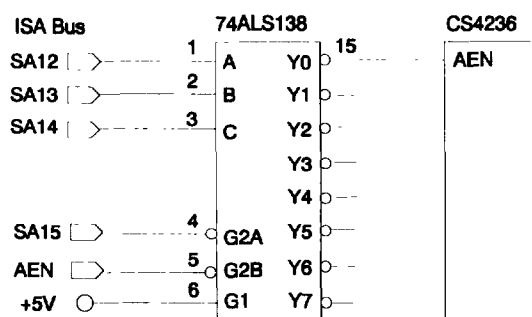 ISA Bus 74ALS138 CS4236
SA12 1 A Y0 15 AEN
SA13 2 B Y1
SA14 3 C Y2
Y3
Y4
SA15 4 G2A Y5
AEN 5 G2B Y6
+5V 6 G1 Y7